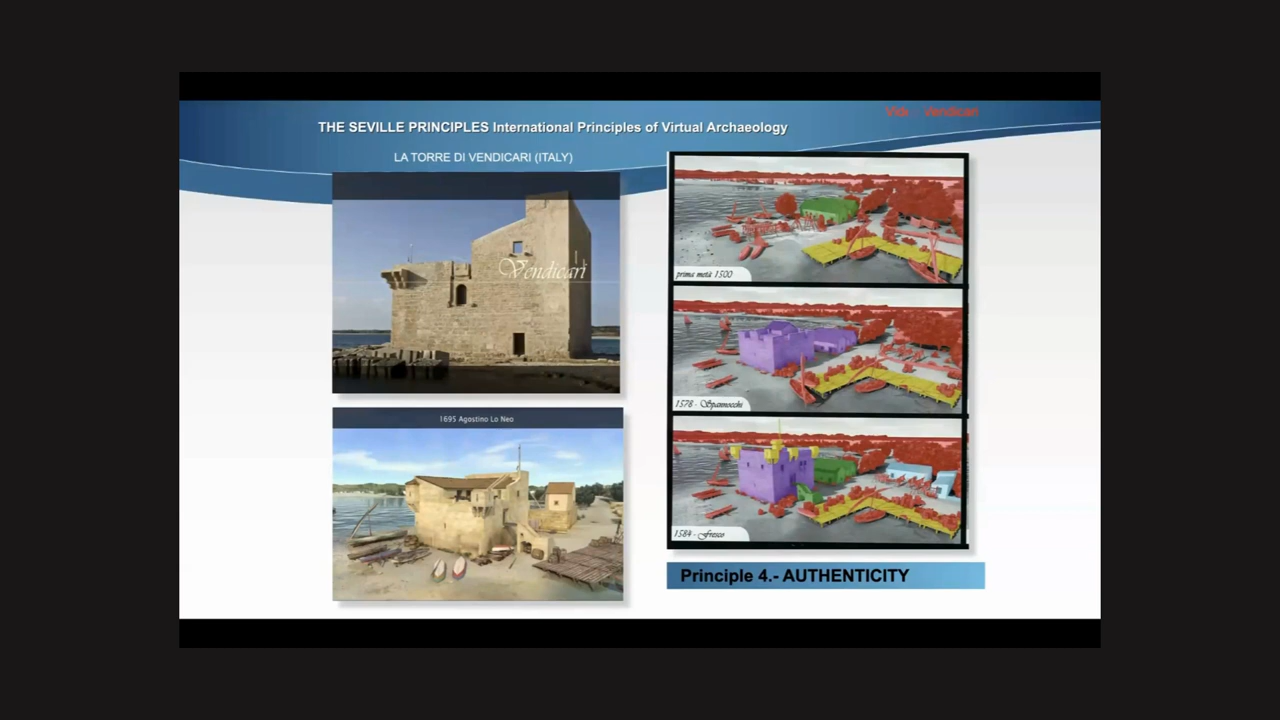 THE SEVILLE PRINCIPLES International Principles of Virtual Archaeology
LA TORRE DI VENDICARI (ITALY)
Vendicari
Vendicari
1695 Agostino Lo Neo
prima metà 1500
1578 - Spannocchi
1584 - Fresco
Principle 4.- AUTHENTICITY